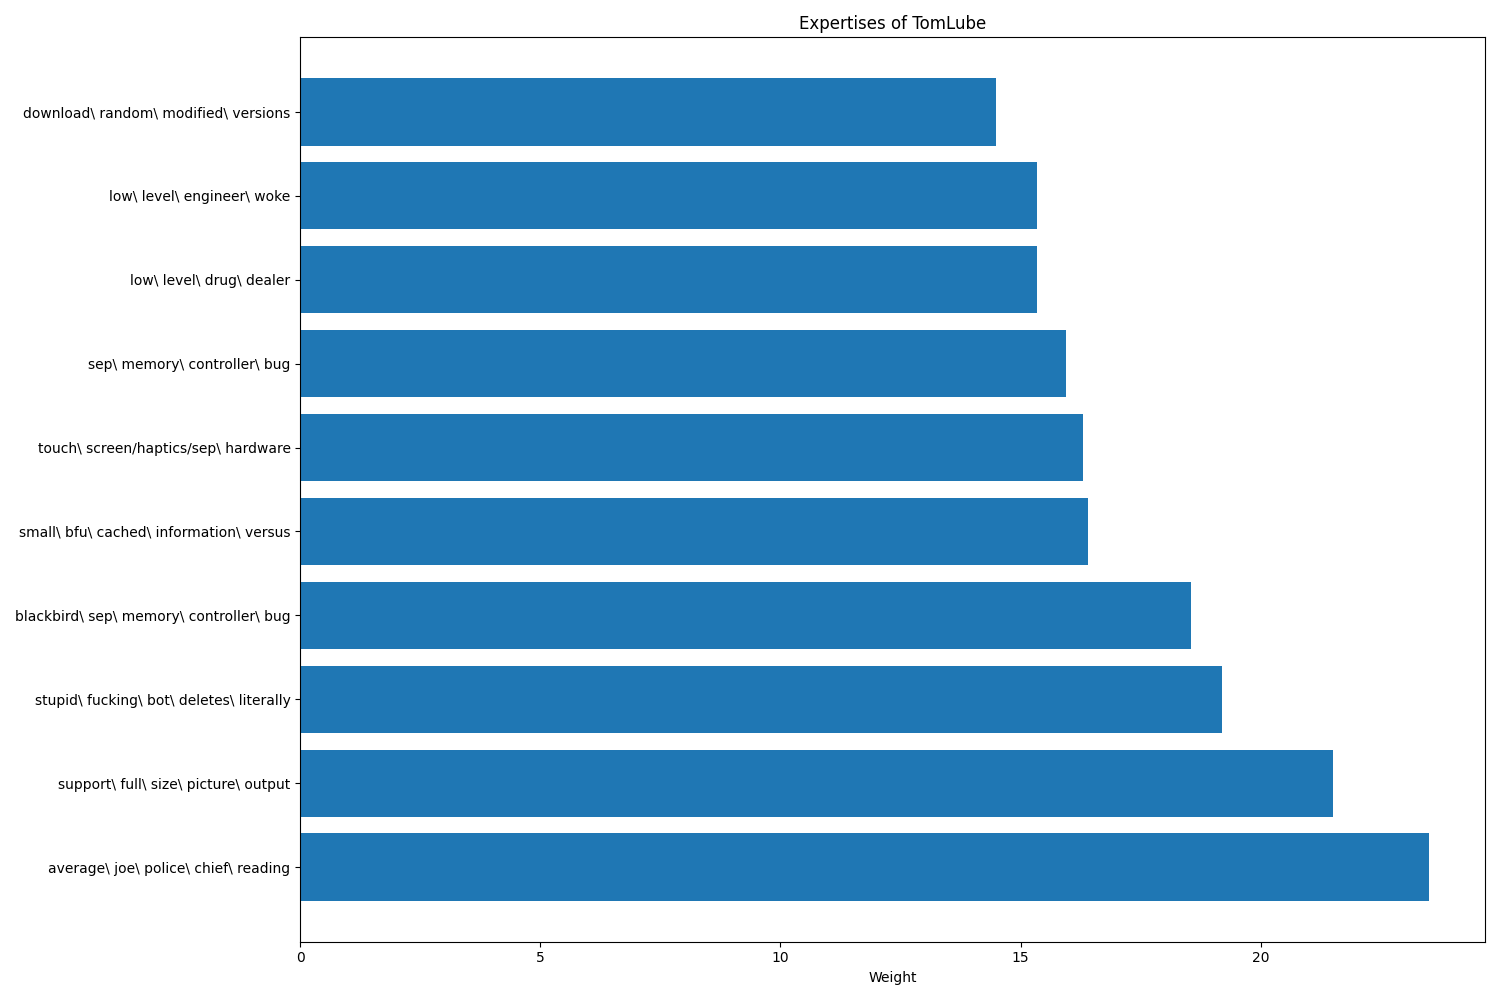 Expertises of TomLube
download\ random\ modified\ versions
low\ level\ engineer\ woke
low\ level\ drug\ dealer
sep\ memory\ controller\ bug
touch\ screen/haptics/sep\ hardware
small\ bfu\ cached\ information\ versus
blackbird\ sep\ memory\ controller\ bug
stupid\ fucking\ bot\ deletes\ literally
support\ full\ size\ picture\ output
average\ joe\ police\ chief\ reading
0 5 10 15 20
Weight